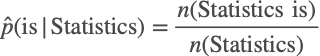 p̂(is | Statistics) = n(Statistics is) / n(Statistics)